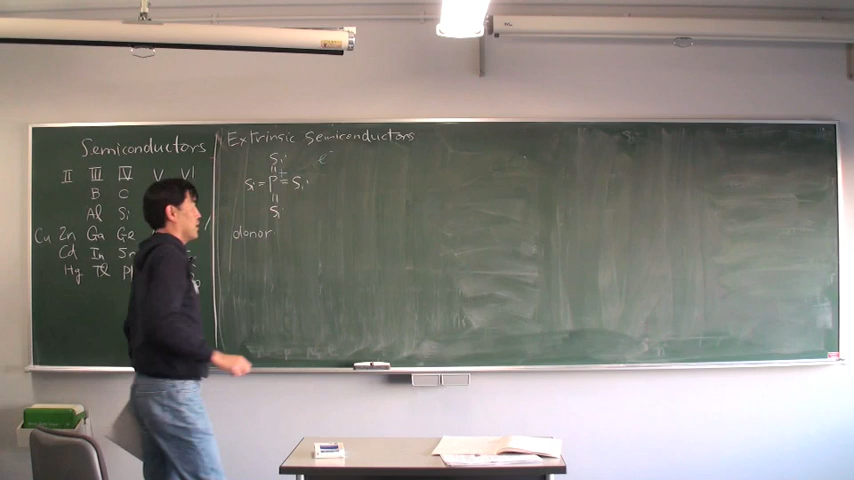 Semiconductors
II III IV V VI
B C
Al Si
Cu Zn Ga Ge
Cd In Sn
Hg Tl
Extrinsic Semiconductors
Si e⁻
Si = P⁺ = Si
Si
donor